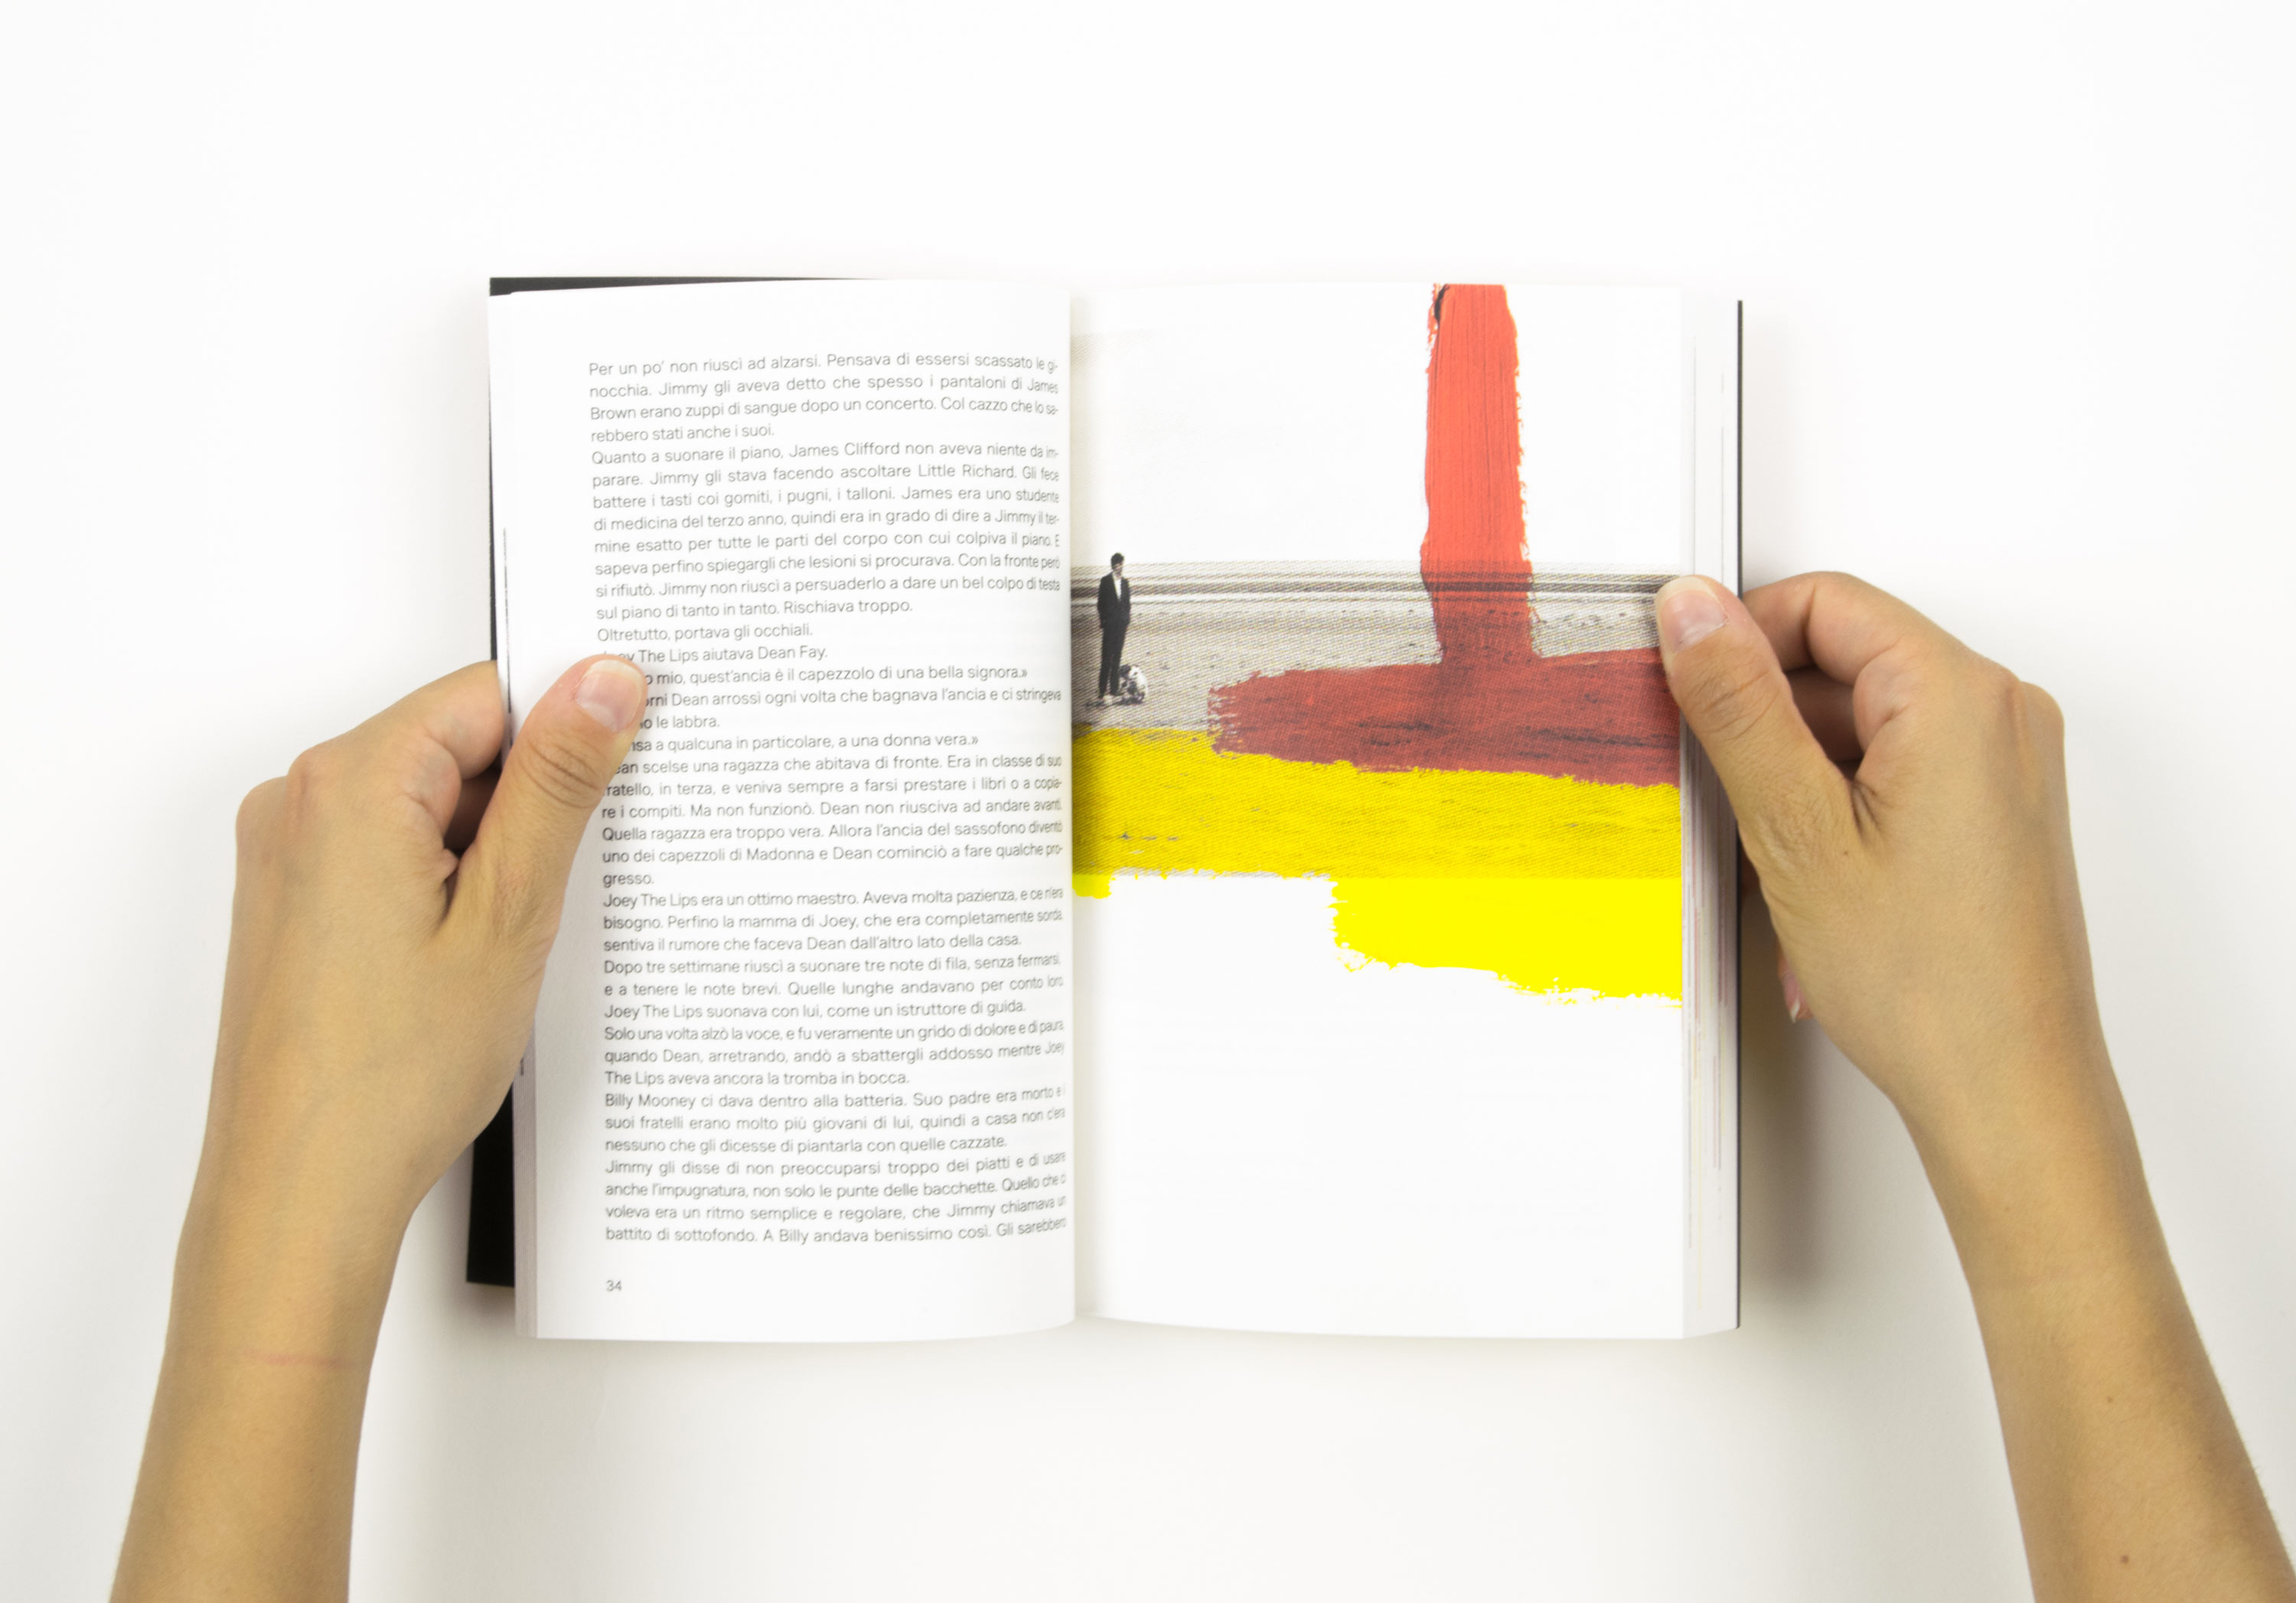 Per un po’ non riuscì ad alzarsi. Pensava di essersi scassato le gi-
nocchia. Jimmy gli aveva detto che spesso i pantaloni di James
Brown erano zuppi di sangue dopo un concerto. Col cazzo che lo sa-
rebbero stati anche i suoi.
Quanto a suonare il piano, James Clifford non aveva niente da im-
parare. Jimmy gli stava facendo ascoltare Little Richard. Gli fece
battere i tasti coi gomiti, i pugni, i talloni. James era uno studente
di medicina del terzo anno, quindi era in grado di dire a Jimmy il ter-
mine esatto per tutte le parti del corpo con cui colpiva il piano. E
sapeva perfino spiegargli che lesioni si procurava. Con la fronte però
si rifiutò. Jimmy non riuscì a persuaderlo a dare un bel colpo di testa
sul piano di tanto in tanto. Rischiava troppo.
Oltretutto, portava gli occhiali.
The Lips aiutava Dean Fay.
mio, quest’ancia è il capezzolo di una bella signora.»
Dean arrossì ogni volta che bagnava l’ancia e ci stringeva
le labbra.
a qualcuna in particolare, a una donna vera.»
scelse una ragazza che abitava di fronte. Era in classe di suo
fratello, in terza, e veniva sempre a farsi prestare i libri o a copia-
re i compiti. Ma non funzionò. Dean non riusciva ad andare avanti.
Quella ragazza era troppo vera. Allora l’ancia del sassofono diventò
uno dei capezzoli di Madonna e Dean cominciò a fare qualche pro-
gresso.
Joey The Lips era un ottimo maestro. Aveva molta pazienza, e ce n’era
bisogno. Perfino la mamma di Joey, che era completamente sorda
sentiva il rumore che faceva Dean dall’altro lato della casa.
Dopo tre settimane riuscì a suonare tre note di fila, senza fermarsi,
e a tenere le note brevi. Quelle lunghe andavano per conto loro.
Joey The Lips suonava con lui, come un istruttore di guida.
Solo una volta alzò la voce, e fu veramente un grido di dolore e di paura,
quando Dean, arretrando, andò a sbattergli addosso mentre Joey
The Lips aveva ancora la tromba in bocca.
Billy Mooney ci dava dentro alla batteria. Suo padre era morto e i
suoi fratelli erano molto più giovani di lui, quindi a casa non c’era
nessuno che gli dicesse di piantarla con quelle cazzate.
Jimmy gli disse di non preoccuparsi troppo dei piatti e di usare
anche l’impugnatura, non solo le punte delle bacchette. Quello che ci
voleva era un ritmo semplice e regolare, che Jimmy chiamava un
battito di sottofondo. A Billy andava benissimo così. Gli sarebbero
34